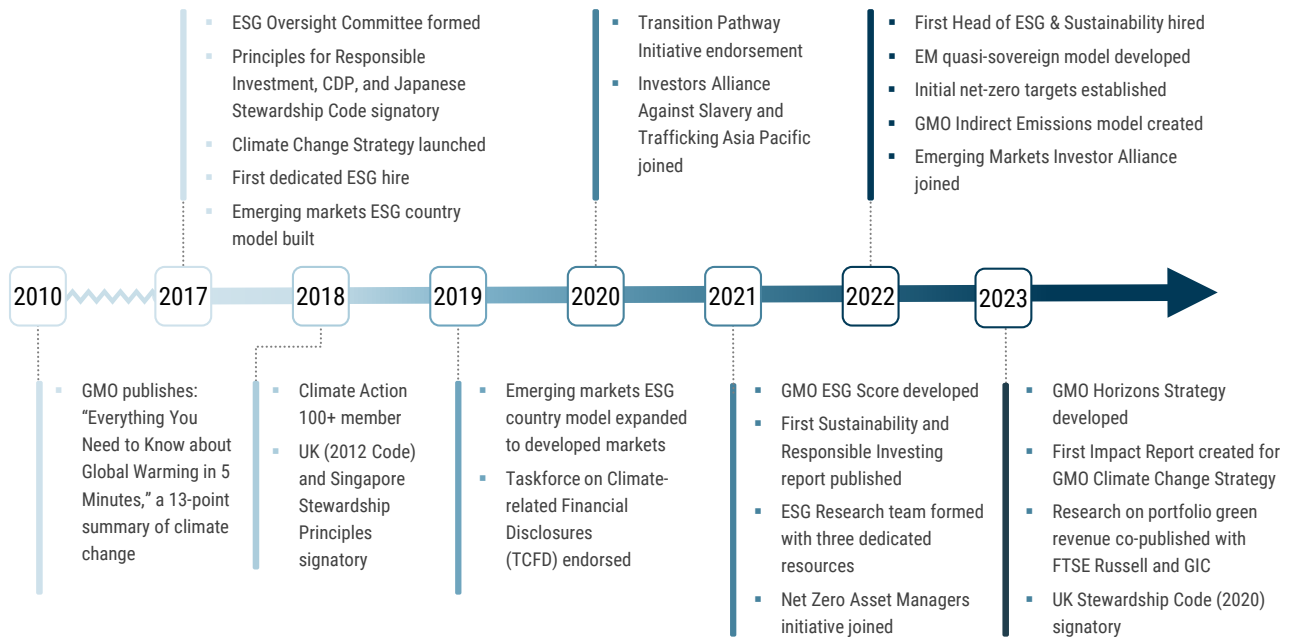 ESG Oversight Committee formed
Principles for Responsible
Investment, CDP, and Japanese
Stewardship Code signatory
Climate Change Strategy launched
First dedicated ESG hire
Emerging markets ESG country
model built
Transition Pathway
Initiative endorsement
Investors Alliance
Against Slavery and
Trafficking Asia Pacific
joined
First Head of ESG & Sustainability hired
EM quasi-sovereign model developed
Initial net-zero targets established
GMO Indirect Emissions model created
Emerging Markets Investor Alliance
joined
2010
2017
2018
2019
2020
2021
2022
2023
GMO publishes:
“Everything You
Need to Know about
Global Warming in 5
Minutes,” a 13-point
summary of climate
change
Climate Action
100+ member
UK (2012 Code)
and Singapore
Stewardship
Principles
signatory
Emerging markets ESG
country model expanded
to developed markets
Taskforce on Climate-
related Financial
Disclosures
(TCFD) endorsed
GMO ESG Score developed
First Sustainability and
Responsible Investing
report published
ESG Research team formed
with three dedicated
resources
Net Zero Asset Managers
initiative joined
GMO Horizons Strategy
developed
First Impact Report created for
GMO Climate Change Strategy
Research on portfolio green
revenue co-published with
FTSE Russell and GIC
UK Stewardship Code (2020)
signatory